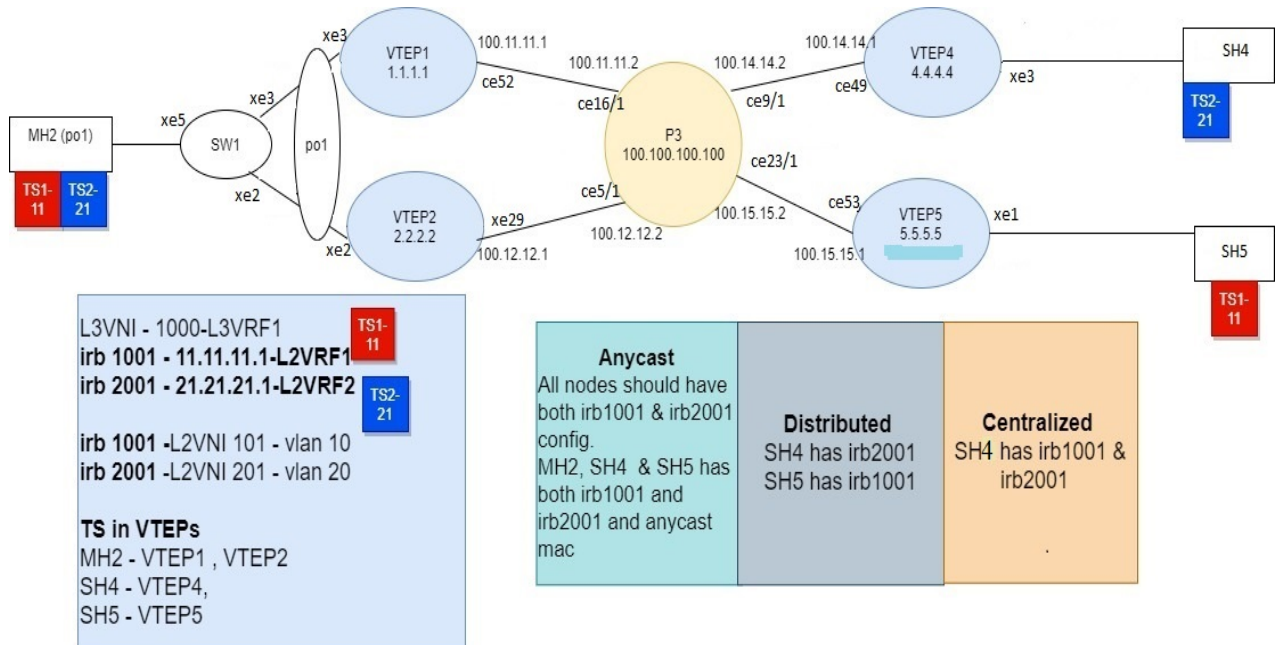 xe3
VTEP1
1.1.1.1
100.11.11.1
ce52
100.11.11.2
ce16/1
100.14.14.1
100.14.14.2
ce9/1
ce49
VTEP4
4.4.4.4
xe3
SH4
TS2-
21
MH2 (po1)
TS1-
11
TS2-
21
xe5
SW1
xe3
xe2
po1
P3
100.100.100.100
xe2
VTEP2
2.2.2.2
xe29
100.12.12.1
ce5/1
100.12.12.2
ce23/1
100.15.15.2
ce53
100.15.15.1
VTEP5
5.5.5.5
xe1
SH5
TS1-
11
L3VNI - 1000-L3VRF1
irb 1001 - 11.11.11.1-L2VRF1
irb 2001 - 21.21.21.1-L2VRF2
TS1-
11
TS2-
21
irb 1001 -L2VNI 101 - vlan 10
irb 2001 -L2VNI 201 - vlan 20
TS in VTEPs
MH2 - VTEP1 , VTEP2
SH4 - VTEP4,
SH5 - VTEP5
Anycast
All nodes should have
both irb1001 & irb2001
config.
MH2, SH4 & SH5 has
both irb1001 and
irb2001 and anycast
mac
Distributed
SH4 has irb2001
SH5 has irb1001
Centralized
SH4 has irb1001 &
irb2001
.